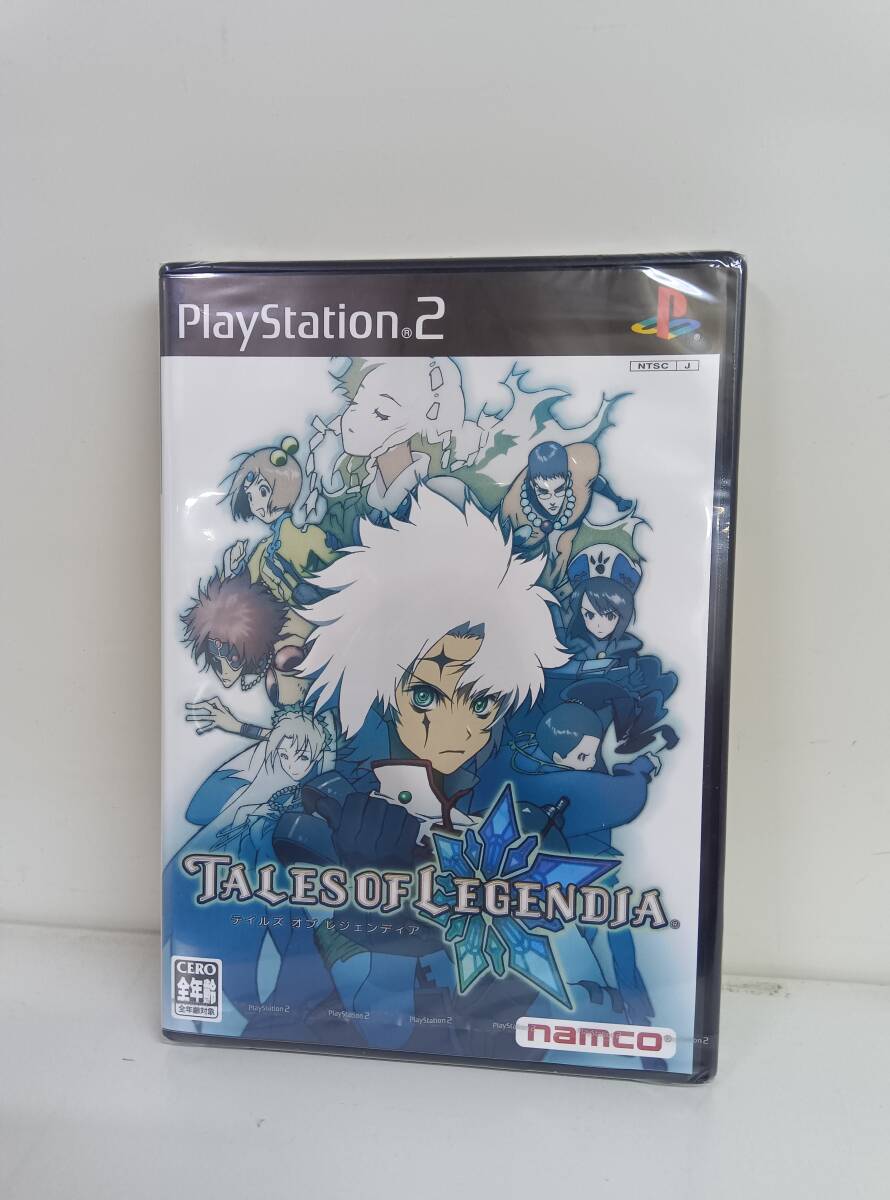 PlayStation®2
NTSC J
TALES OF LEGENDIA®
テイルズ オブ レジェンディア
CERO
全年齢
全年齢対象
PlayStation 2 PlayStation 2 PlayStation 2
namco®